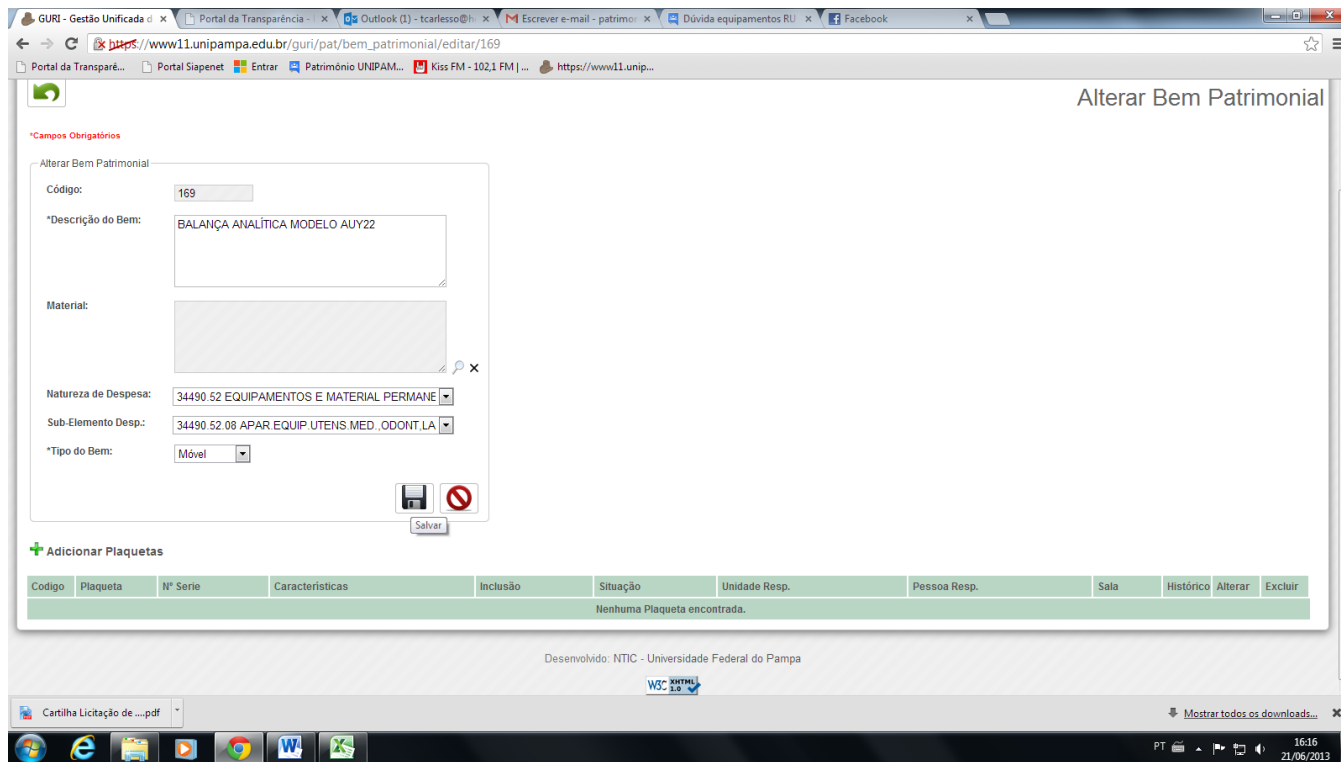 GURI - Gestão Unificada d
Portal da Transparência -
Outlook (1) - tcarlesso@h
Escrever e-mail - patrimor
Dúvida equipamentos RU
Facebook
https://www11.unipampa.edu.br/guri/pat/bem_patrimonial/editar/169
Portal da Transparê... Portal Siapenet Entrar Patrimônio UNIPAM... Kiss FM - 102,1 FM | ... https://www11.unip...
Alterar Bem Patrimonial
*Campos Obrigatórios
Alterar Bem Patrimonial
Código: 169
*Descrição do Bem: BALANÇA ANALÍTICA MODELO AUY22
Material:
Natureza de Despesa: 34490.52 EQUIPAMENTOS E MATERIAL PERMANE
Sub-Elemento Desp.: 34490.52.08 APAR.EQUIP.UTENS.MED.,ODONT,LA
*Tipo do Bem: Móvel
Salvar
Adicionar Plaquetas
Codigo Plaqueta Nº Serie Características Inclusão Situação Unidade Resp. Pessoa Resp. Sala Histórico Alterar Excluir
Nenhuma Plaqueta encontrada.
Desenvolvido: NTIC - Universidade Federal do Pampa
W3C XHTML 1.0
Cartilha Licitação de ....pdf
Mostrar todos os downloads...
PT 16:16
21/06/2013